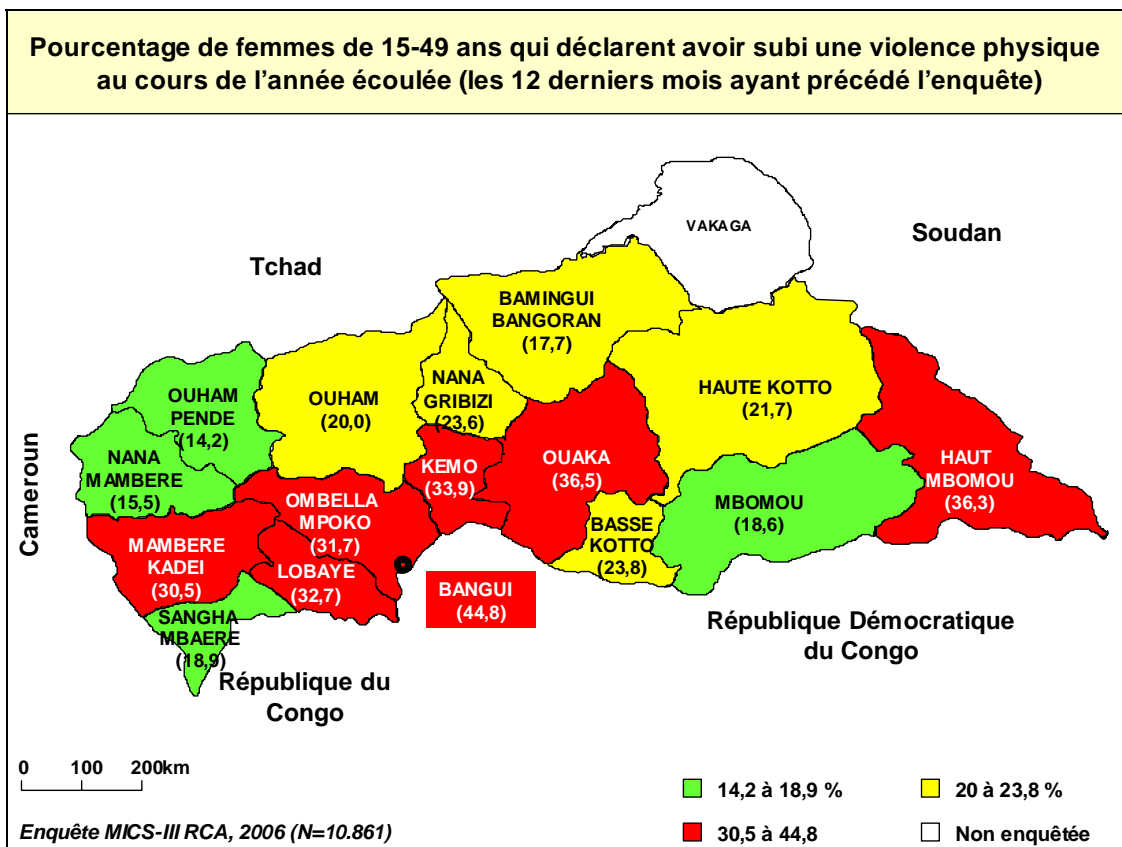 Pourcentage de femmes de 15-49 ans qui déclarent avoir subi une violence physique
au cours de l'année écoulée (les 12 derniers mois ayant précédé l'enquête)
VAKAGA
Soudan
Tchad
BAMINGUI
BANGORAN
(17,7)
OUHAM
PENDE
(14,2)
OUHAM
(20,0)
NANA
GRIBIZI
(23,6)
HAUTE KOTTO
(21,7)
Cameroun
NANA
MAMBERE
(15,5)
KEMO
(33,9)
OUAKA
(36,5)
HAUT
MBOMOU
(36,3)
OMBELLA
MPOKO
(31,7)
MBOMOU
(18,6)
BASSE
KOTTO
(23,8)
MAMBERE
KADEI
(30,5)
LOBAYE
(32,7)
BANGUI
(44,8)
SANGHA
MBAERE
(18,9)
République Démocratique
du Congo
République du
Congo
0 100 200km
14,2 à 18,9 %
20 à 23,8 %
30,5 à 44,8
Non enquêtée
Enquête MICS-III RCA, 2006 (N=10.861)